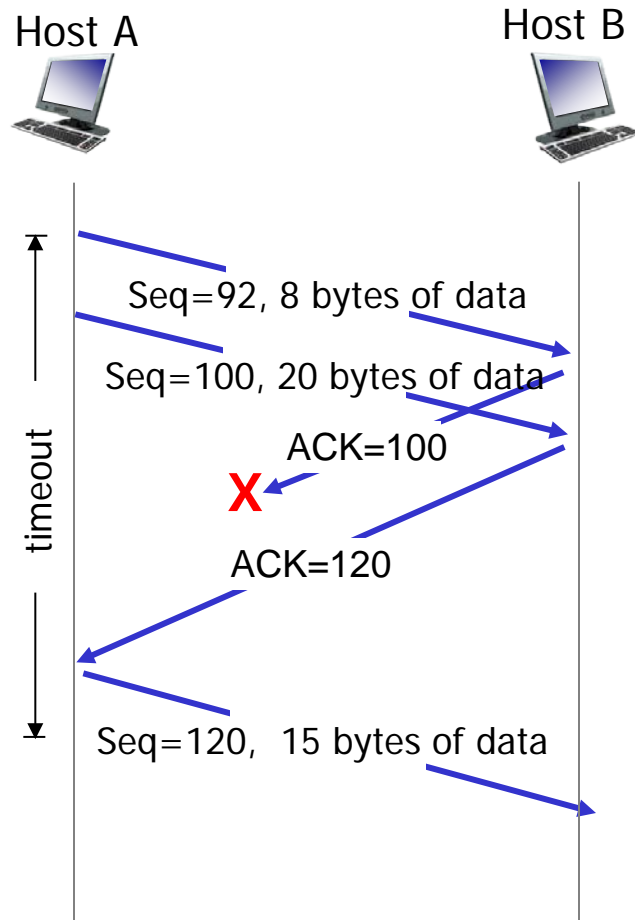 Host A
Host B
Seq=92, 8 bytes of data
Seq=100, 20 bytes of data
ACK=100
X
timeout
ACK=120
Seq=120, 15 bytes of data